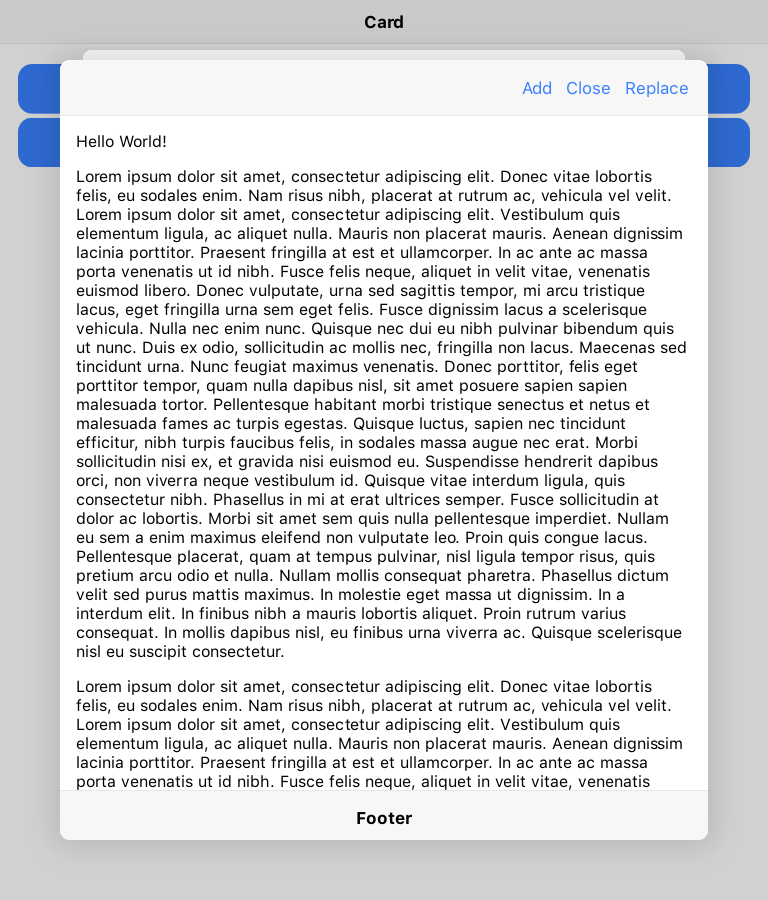 Card
Add Close Replace
Hello World!
Lorem ipsum dolor sit amet, consectetur adipiscing elit. Donec vitae lobortis
felis, eu sodales enim. Nam risus nibh, placerat at rutrum ac, vehicula vel velit.
Lorem ipsum dolor sit amet, consectetur adipiscing elit. Vestibulum quis
elementum ligula, ac aliquet nulla. Mauris non placerat mauris. Aenean dignissim
lacinia porttitor. Praesent fringilla at est et ullamcorper. In ac ante ac massa
porta venenatis ut id nibh. Fusce felis neque, aliquet in velit vitae, venenatis
euismod libero. Donec vulputate, urna sed sagittis tempor, mi arcu tristique
lacus, eget fringilla urna sem eget felis. Fusce dignissim lacus a scelerisque
vehicula. Nulla nec enim nunc. Quisque nec dui eu nibh pulvinar bibendum quis
ut nunc. Duis ex odio, sollicitudin ac mollis nec, fringilla non lacus. Maecenas sed
tincidunt urna. Nunc feugiat maximus venenatis. Donec porttitor, felis eget
porttitor tempor, quam nulla dapibus nisl, sit amet posuere sapien sapien
malesuada tortor. Pellentesque habitant morbi tristique senectus et netus et
malesuada fames ac turpis egestas. Quisque luctus, sapien nec tincidunt
efficitur, nibh turpis faucibus felis, in sodales massa augue nec erat. Morbi
sollicitudin nisi ex, et gravida nisi euismod eu. Suspendisse hendrerit dapibus
orci, non viverra neque vestibulum id. Quisque vitae interdum ligula, quis
consectetur nibh. Phasellus in mi at erat ultrices semper. Fusce sollicitudin at
dolor ac lobortis. Morbi sit amet sem quis nulla pellentesque imperdiet. Nullam
eu sem a enim maximus eleifend non vulputate leo. Proin quis congue lacus.
Pellentesque placerat, quam at tempus pulvinar, nisl ligula tempor risus, quis
pretium arcu odio et nulla. Nullam mollis consequat pharetra. Phasellus dictum
velit sed purus mattis maximus. In molestie eget massa ut dignissim. In a
interdum elit. In finibus nibh a mauris lobortis aliquet. Proin rutrum varius
consequat. In mollis dapibus nisl, eu finibus urna viverra ac. Quisque scelerisque
nisl eu suscipit consectetur.
Lorem ipsum dolor sit amet, consectetur adipiscing elit. Donec vitae lobortis
felis, eu sodales enim. Nam risus nibh, placerat at rutrum ac, vehicula vel velit.
Lorem ipsum dolor sit amet, consectetur adipiscing elit. Vestibulum quis
elementum ligula, ac aliquet nulla. Mauris non placerat mauris. Aenean dignissim
lacinia porttitor. Praesent fringilla at est et ullamcorper. In ac ante ac massa
porta venenatis ut id nibh. Fusce felis neque, aliquet in velit vitae, venenatis
Footer